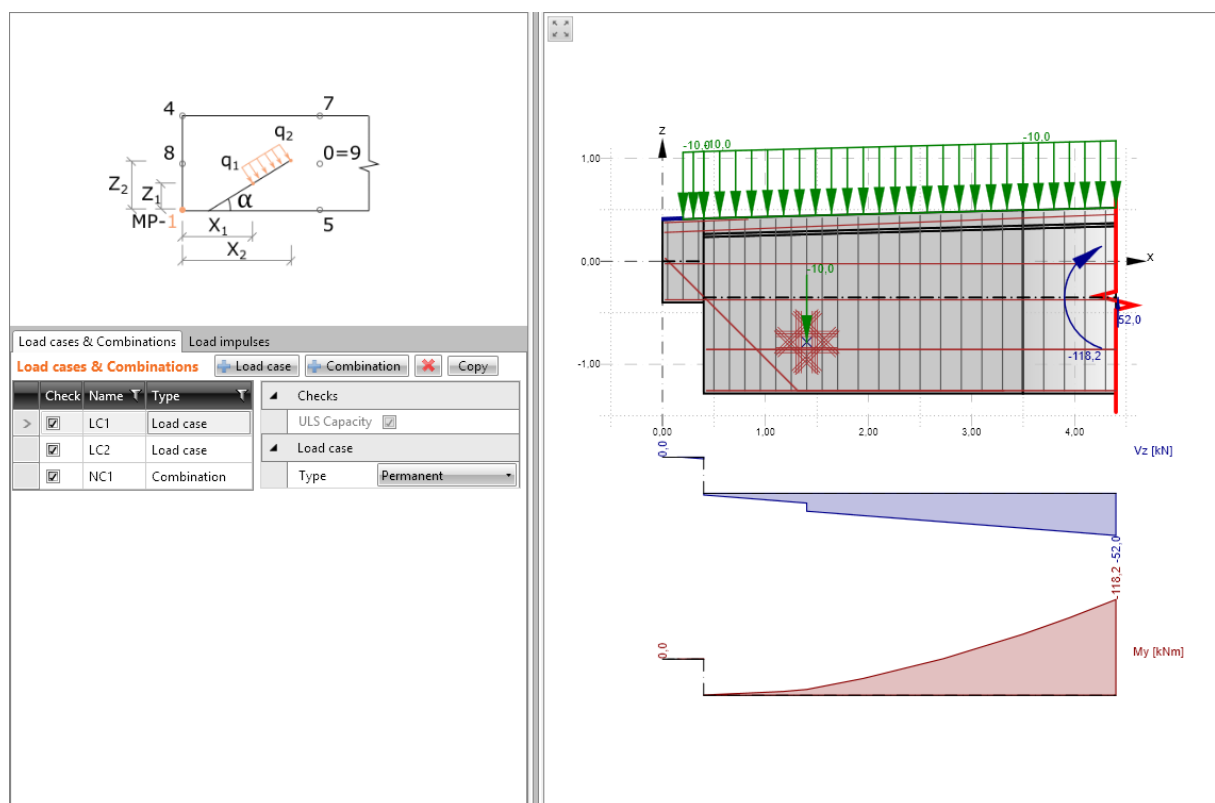 4 7
q2
8 q1 0=9
Z2 Z1 α
MP-1 5
X1
X2
Load cases & Combinations Load impulses
Load cases & Combinations Load case Combination Copy
Check Name Type
LC1 Load case
LC2 Load case
NC1 Combination
Checks
ULS Capacity
Load case
Type Permanent
z
-10,0 -10,0 -10,0
1,00
0,00 x
-10,0
52,0
-118,2
-1,00
0,00 1,00 2,00 3,00 4,00
Vz [kN]
0,0
-52,0
-118,2
0,0
My [kNm]